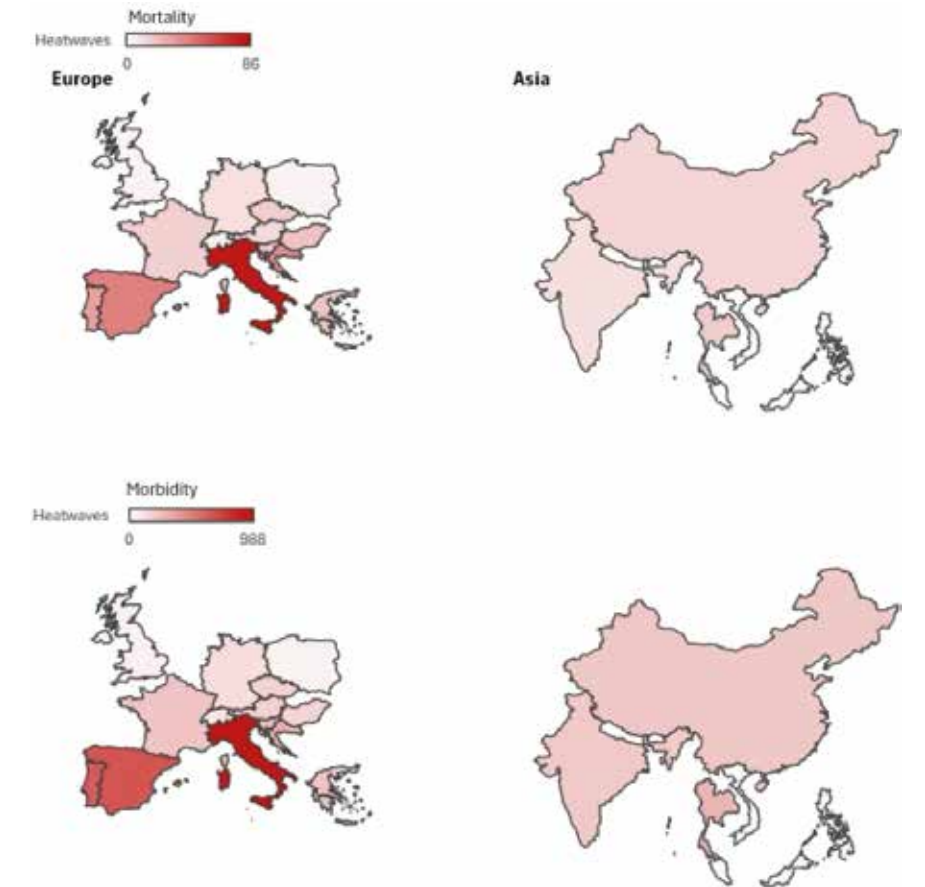 Mortality
Heatwaves
0 86
Europe
Asia
Morbidity
Heatwaves
0 988